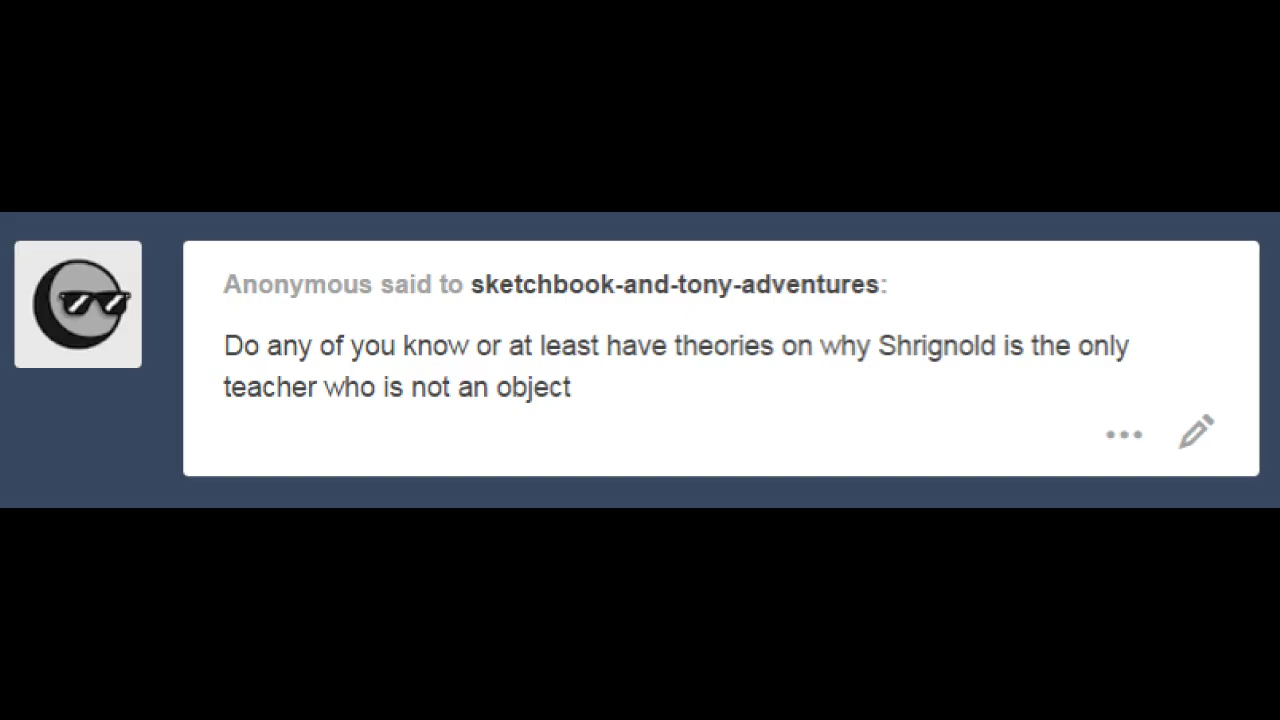 Anonymous said to sketchbook-and-tony-adventures:
Do any of you know or at least have theories on why Shrignold is the only
teacher who is not an object